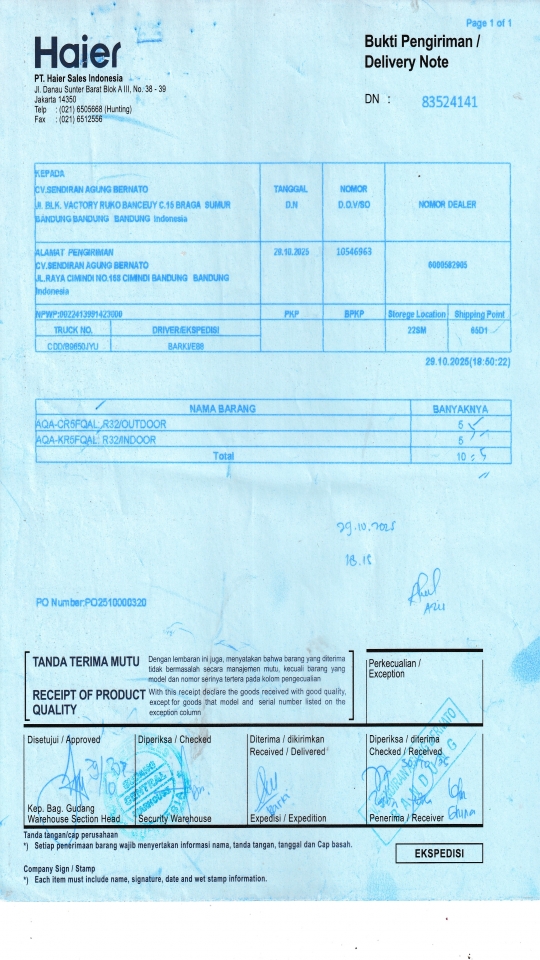 Page 1 of 1
Haier
Bukti Pengiriman /
Delivery Note
PT. Haier Sales Indonesia
Jl. Danau Sunter Barat Blok A III, No. 38 - 39
Jakarta 14350
Telp : (021) 6505668 (Hunting)
Fax : (021) 6512556
DN : 83524141
KEPADA
CV.SENDIRAN AGUNG BERNATO
Jl. BLK. VACTORY RUKO BANCEUY C.15 BRAGA SUMUR
BANDUNG BANDUNG BANDUNG Indonesia
TANGGAL
D.N
NOMOR
D.O.V/SO
NOMOR DEALER
ALAMAT PENGIRIMAN
CV.SENDIRAN AGUNG BERNATO
JL.RAYA CIMINDI NO.153 CIMINDI BANDUNG BANDUNG
Indonesia
29.10.2025
10546963
NPWP:0022413991423000
PKP
BPKP
Storege Location
Shipping Point
TRUCK NO.
DRIVER/EKSPEDISI
22SM
65D1
BARKI/EBB
29.10.2025(18:50:22)
NAMA BARANG
BANYAKNYA
AQA-CR5FQAL: R32/OUTDOOR
5
AQA-KR5FQAL: R32/INDOOR
5
Total
10
29.10.2025
18.15
Azis
PO Number:PO2510000320
TANDA TERIMA MUTU
Dengan lembaran ini juga, menyatakan bahwa barang yang diterima
tidak bermasalah secara manajemen mutu, kecuali barang yang
model dan nomor serinya tertera pada kolom pengecualian
RECEIPT OF PRODUCT
QUALITY
With this receipt declare the goods received with good quality,
except for goods that model and serial number listed on the
exception column
Perkecualian /
Exception
Disetujui / Approved
Diperiksa / Checked
Diterima / dikirimkan
Received / Delivered
Diperiksa / diterima
Checked / Received
Kep. Bag. Gudang
Warehouse Section Head
Security Warehouse
Barki
Expedisi / Expedition
Penerima / Receiver
Tanda tangan/cap perusahaan
*) Setiap penerimaan barang wajib menyertakan informasi nama, tanda tangan, tanggal dan Cap basah.
EKSPEDISI
Company Sign / Stamp
*) Each item must include name, signature, date and wet stamp information.